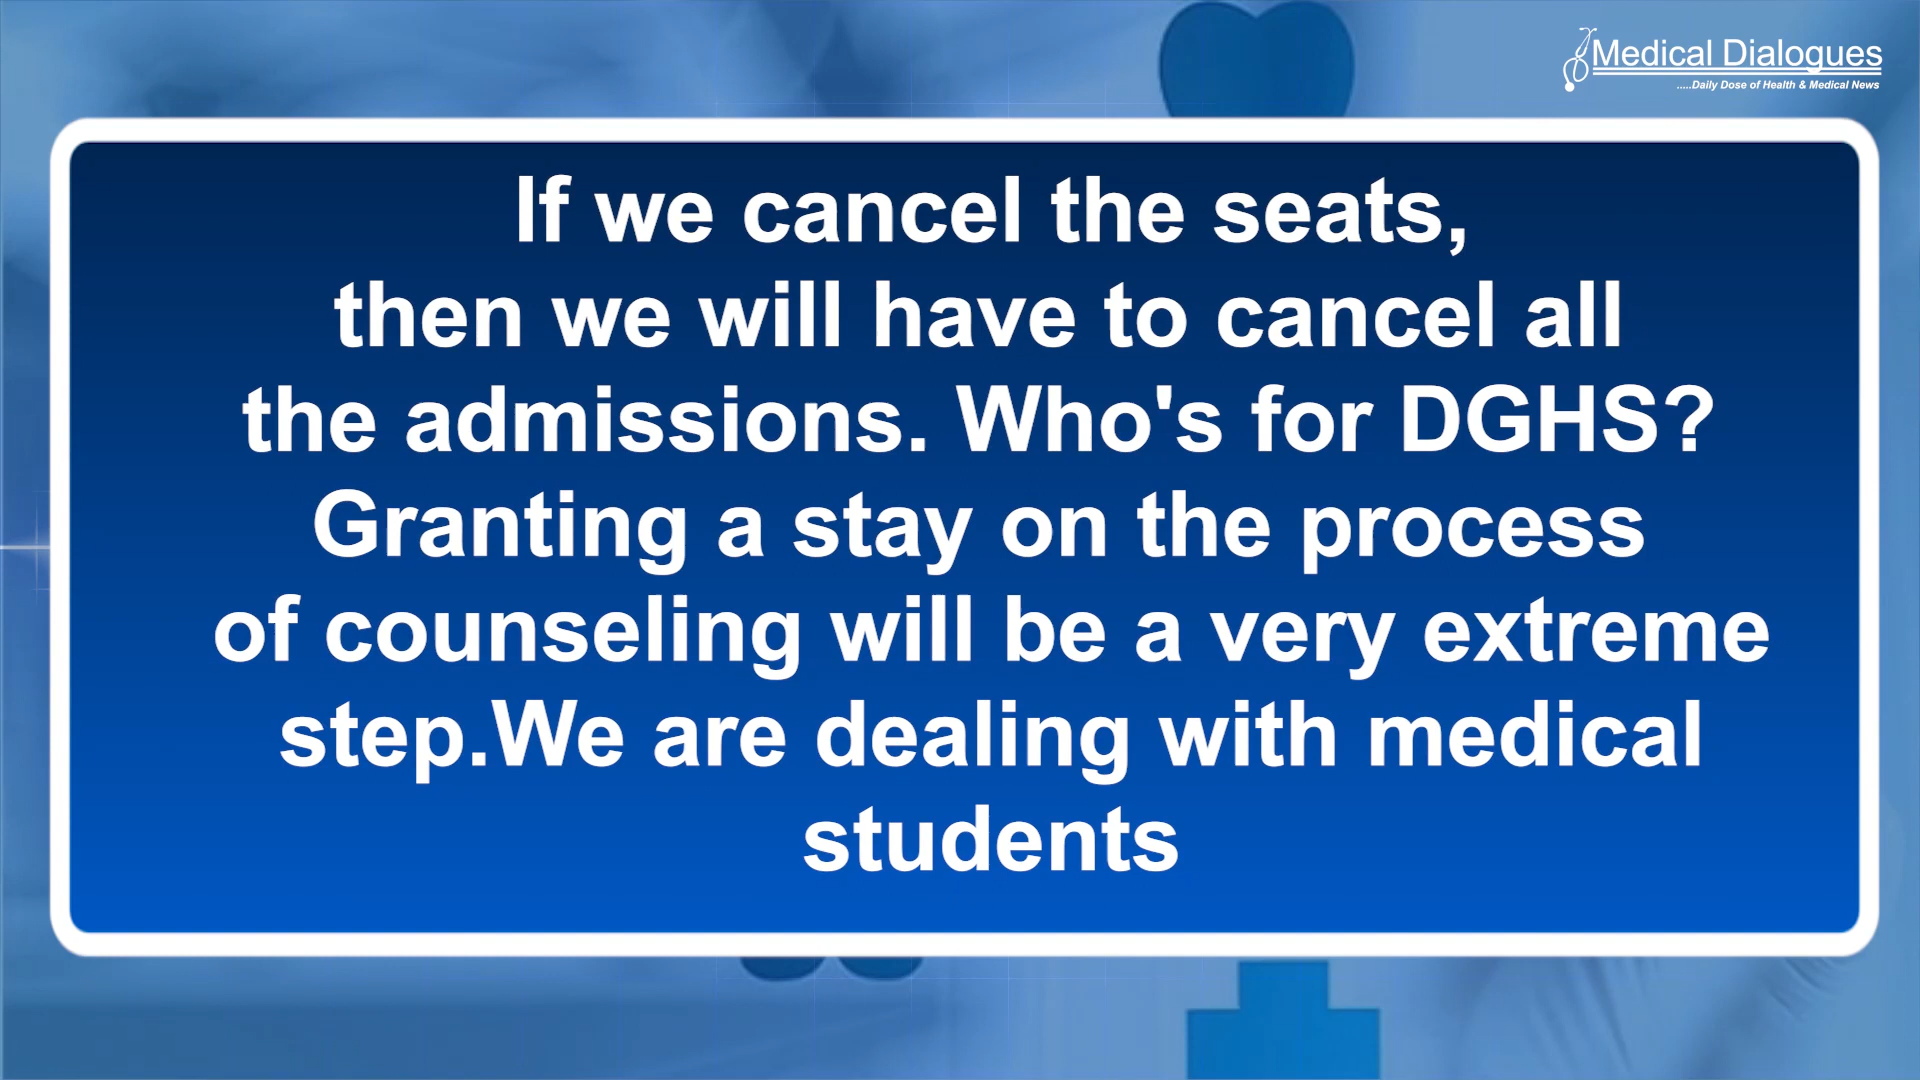 Medical Dialogues
.....Daily Dose of Health & Medical News
If we cancel the seats,
then we will have to cancel all
the admissions. Who's for DGHS?
Granting a stay on the process
of counseling will be a very extreme
step.We are dealing with medical
students